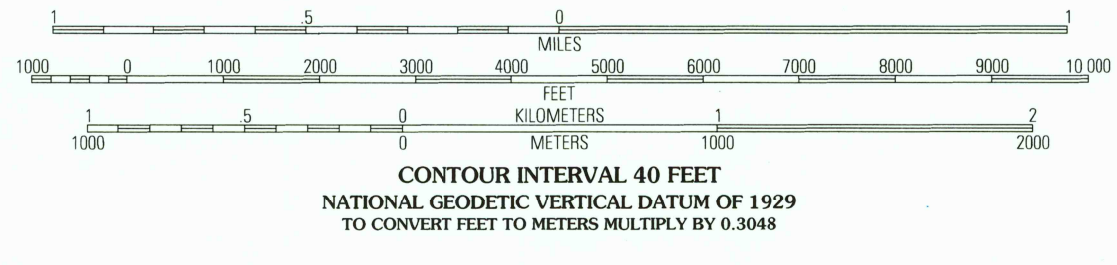 1 .5 0 1
MILES
1000 0 1000 2000 3000 4000 5000 6000 7000 8000 9000 10 000
FEET
1 .5 0 KILOMETERS 1 2
1000 0 METERS 1000 2000
CONTOUR INTERVAL 40 FEET
NATIONAL GEODETIC VERTICAL DATUM OF 1929
TO CONVERT FEET TO METERS MULTIPLY BY 0.3048